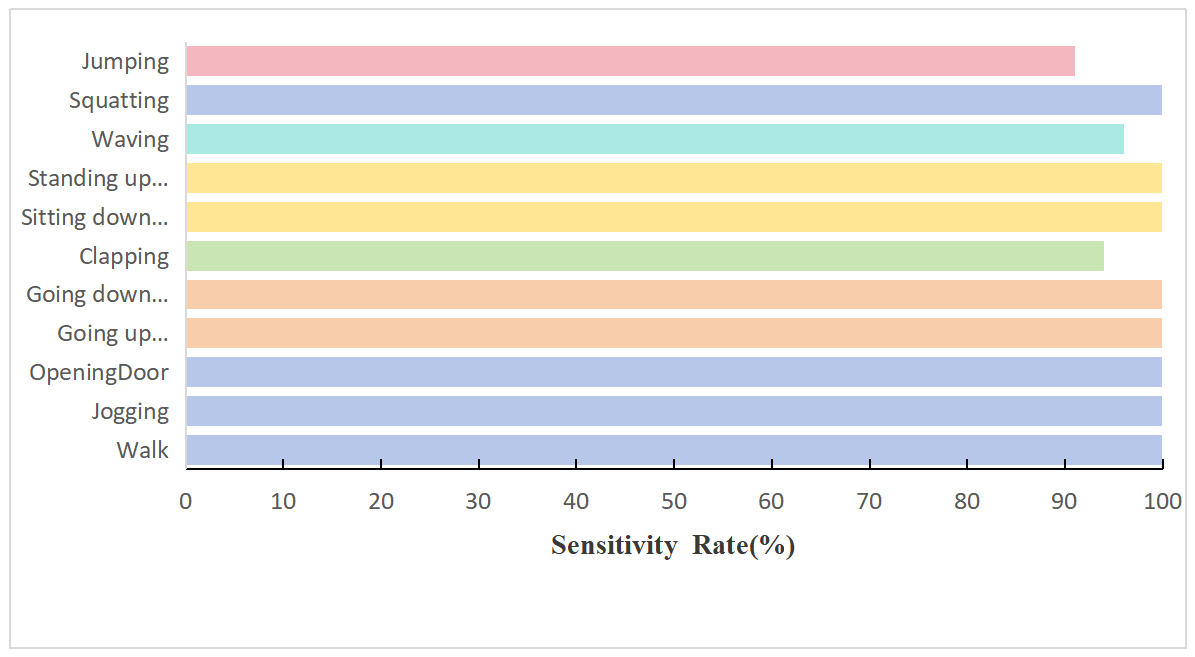 Jumping
Squatting
Waving
Standing up...
Sitting down...
Clapping
Going down...
Going up...
OpeningDoor
Jogging
Walk
0 10 20 30 40 50 60 70 80 90 100
Sensitivity Rate(%)